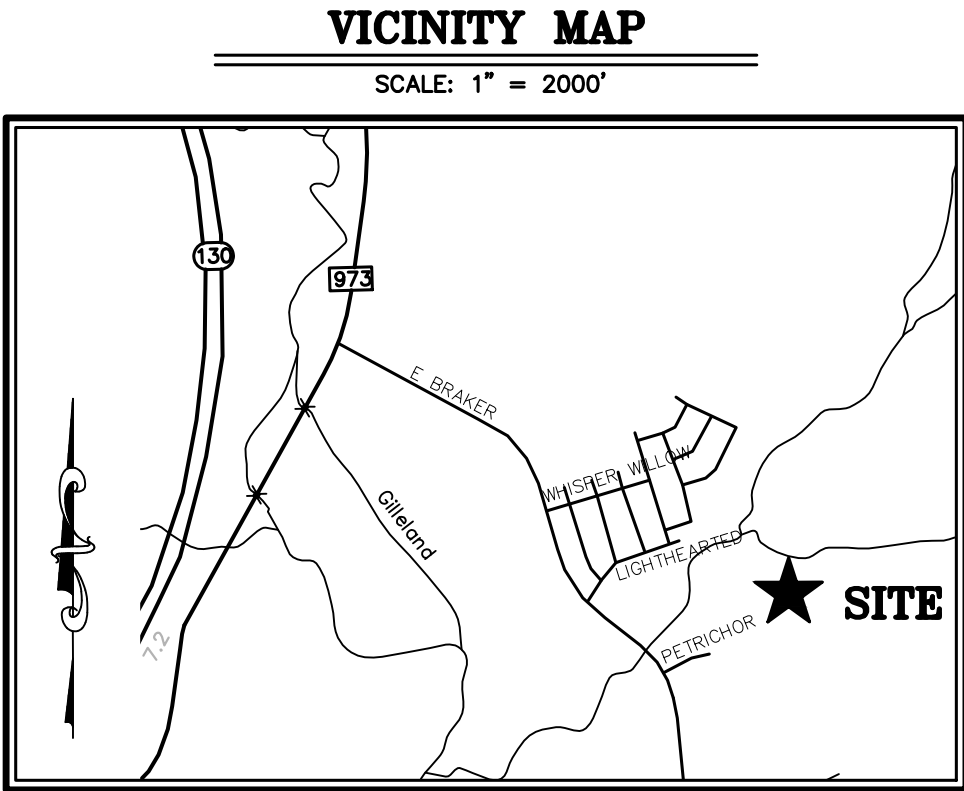 VICINITY MAP
SCALE: 1" = 2000'
130
973
E BRAKER
WHISPER WILLOW
Gilleland
LIGHTHEARTED
SITE
PETRICHOR
7.2